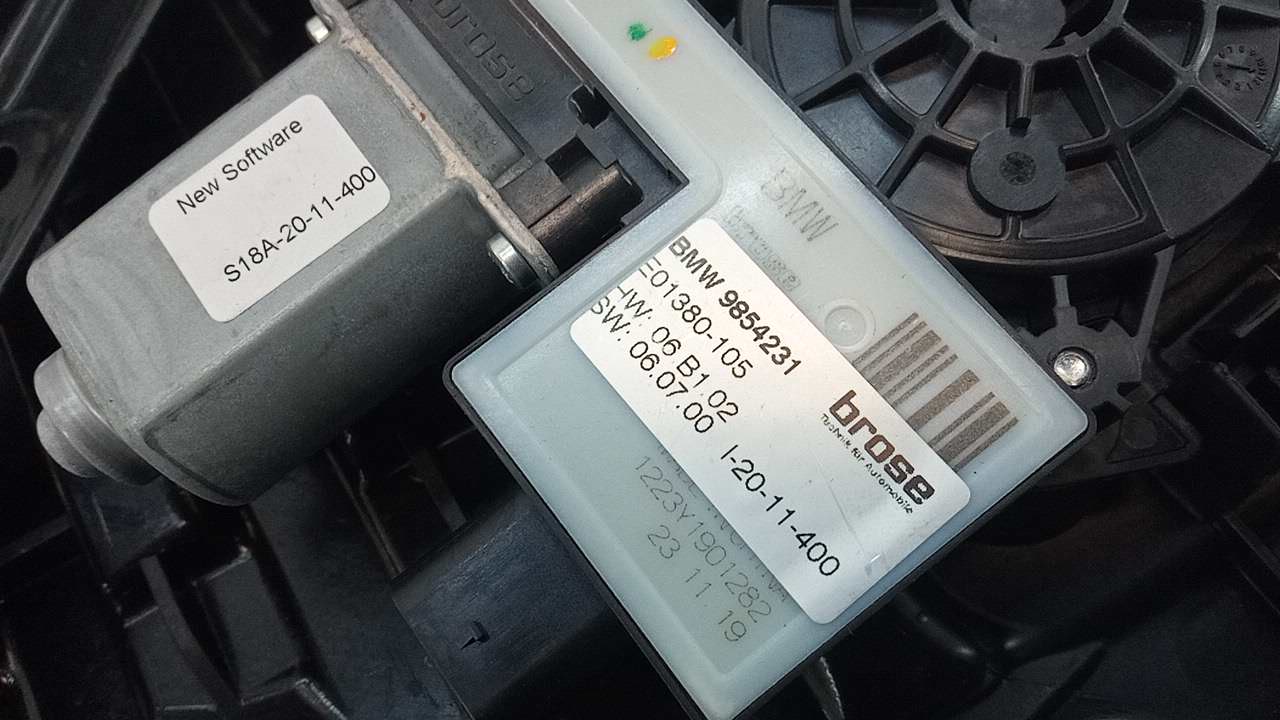 brose
New Software
S18A-20-11-400
BMW
BMW 9854231
E01380-105
HW: 06 B1.02
SW: 06.07.00 I-20-11-400
brose
Technik für Automobile
1223Y1901282
23 11 19